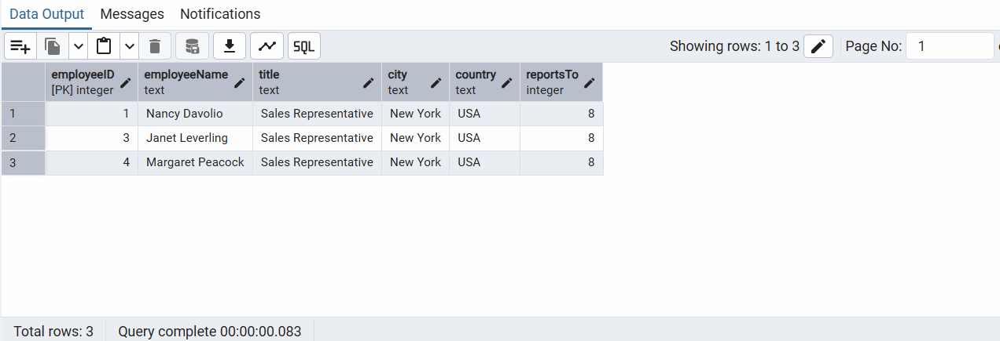 Data Output Messages Notifications
SQL Showing rows: 1 to 3 Page No: 1
employeeID employeeName title city country reportsTo
[PK] integer text text text text integer
1 1 Nancy Davolio Sales Representative New York USA 8
2 3 Janet Leverling Sales Representative New York USA 8
3 4 Margaret Peacock Sales Representative New York USA 8
Total rows: 3 Query complete 00:00:00.083